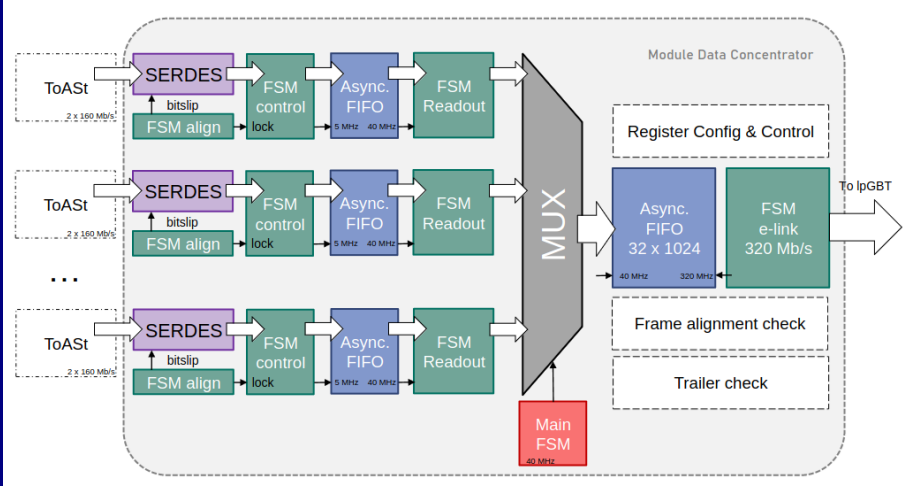 Module Data Concentrator
ToASt
2 x 160 Mb/s
SERDES
bitslip
FSM align
FSM
control
lock
Async.
FIFO
5 MHz 40 MHz
FSM
Readout
ToASt
2 x 160 Mb/s
SERDES
bitslip
FSM align
FSM
control
lock
Async.
FIFO
5 MHz 40 MHz
FSM
Readout
...
ToASt
2 x 160 Mb/s
SERDES
bitslip
FSM align
FSM
control
lock
Async.
FIFO
5 MHz 40 MHz
FSM
Readout
MUX
Main
FSM
40 MHz
Register Config & Control
Async.
FIFO
32 x 1024
40 MHz 320 MHz
FSM
e-link
320 Mb/s
To lpGBT
Frame alignment check
Trailer check